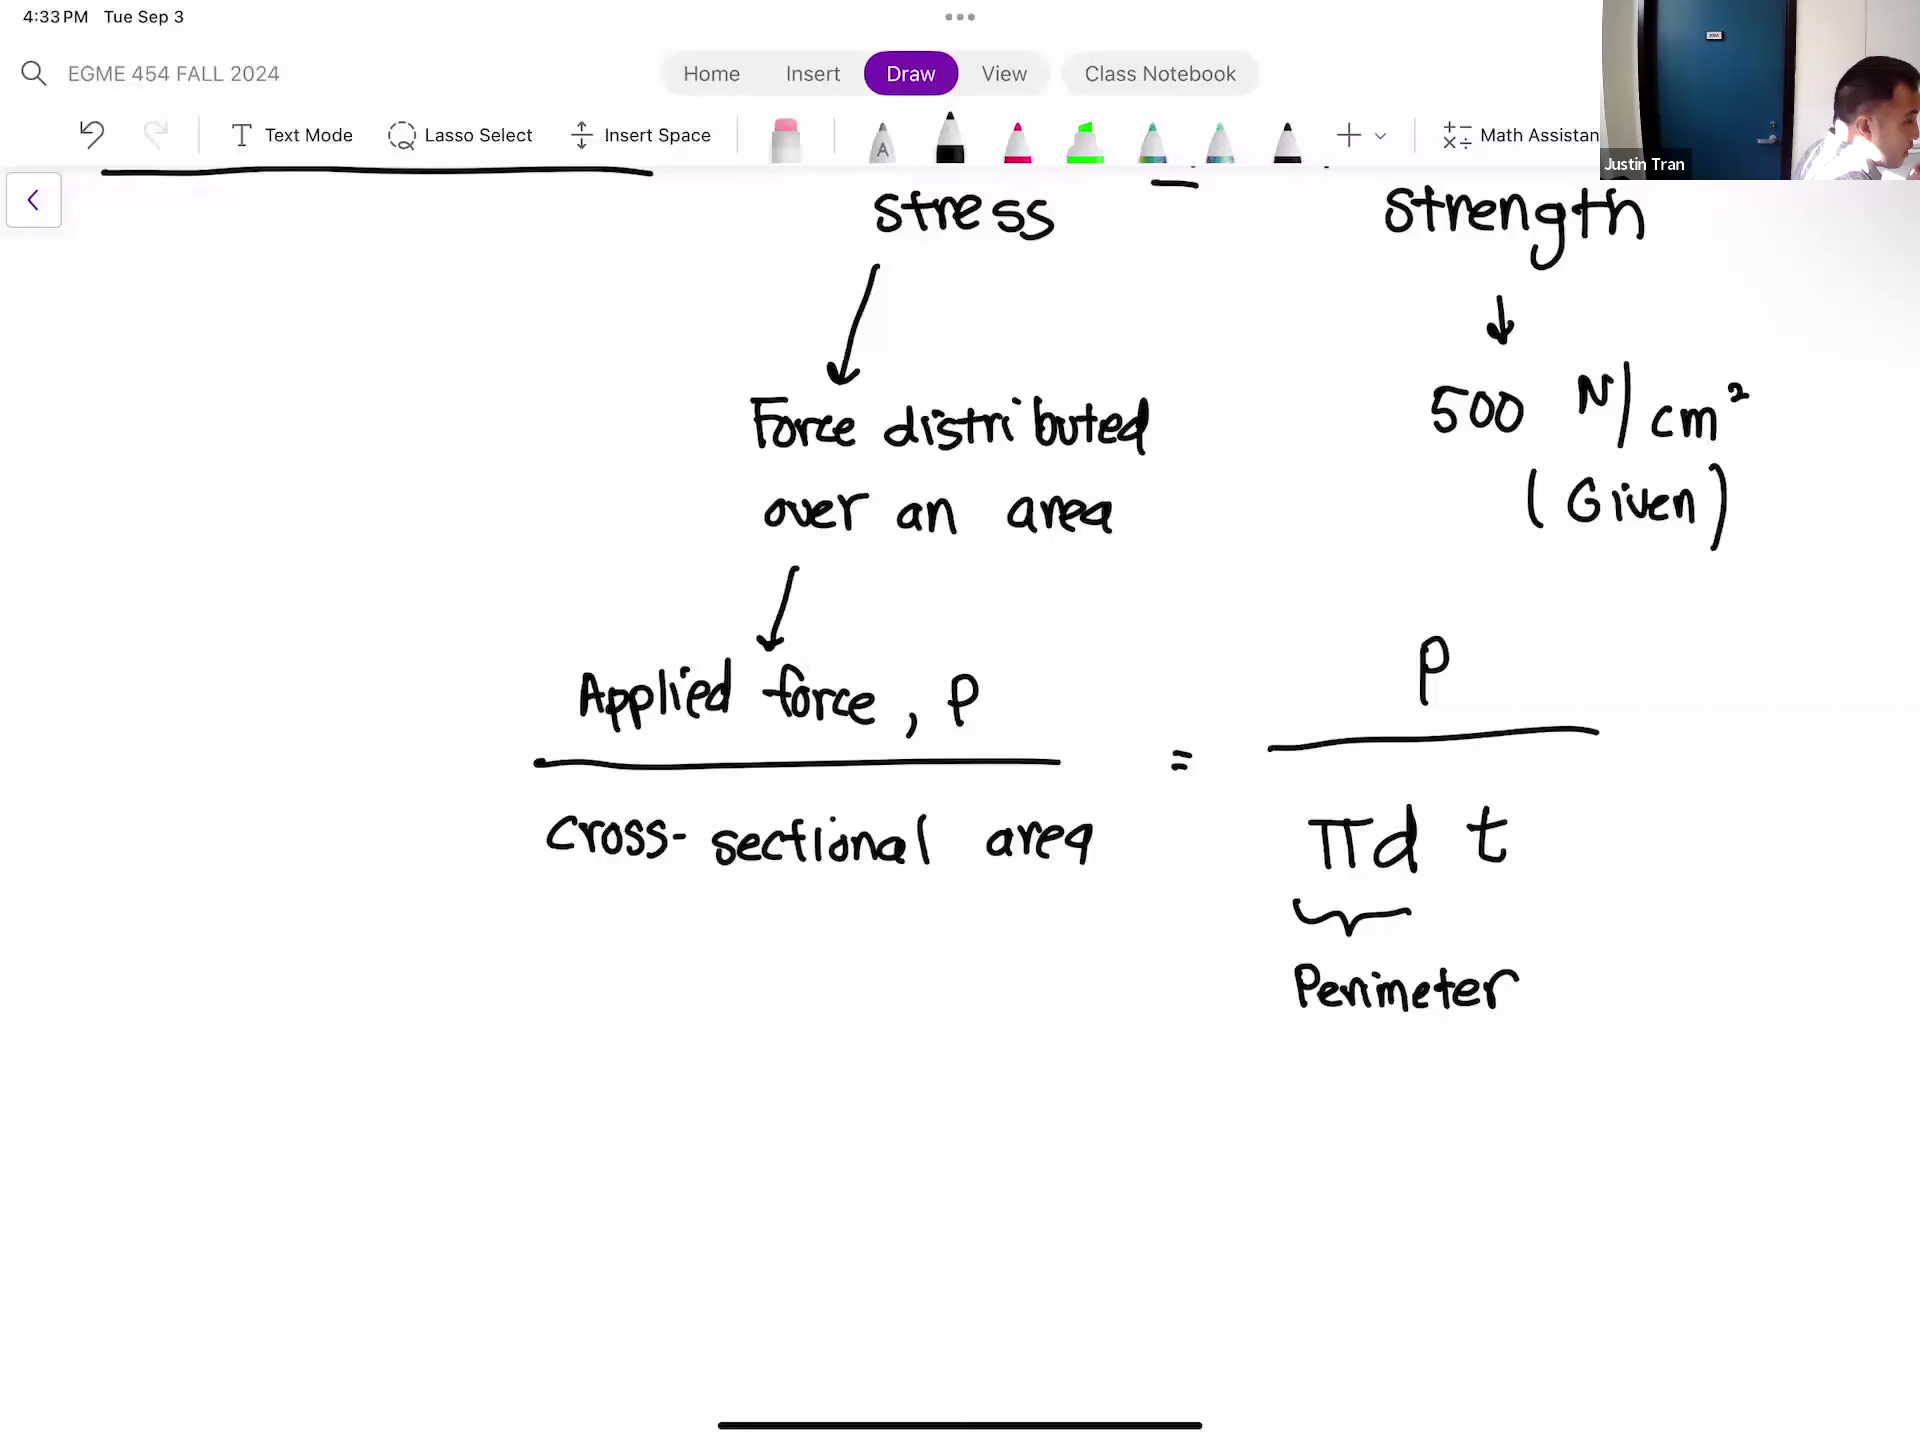 4:33 PM Tue Sep 3
EGME 454 FALL 2024
Home Insert Draw View Class Notebook
Text Mode Lasso Select Insert Space A Math Assistan
Justin Tran
stress
strength
Force distributed
over an area
500 N/cm²
(Given)
Applied force, P
cross-sectional area
=
P
πd t
Perimeter